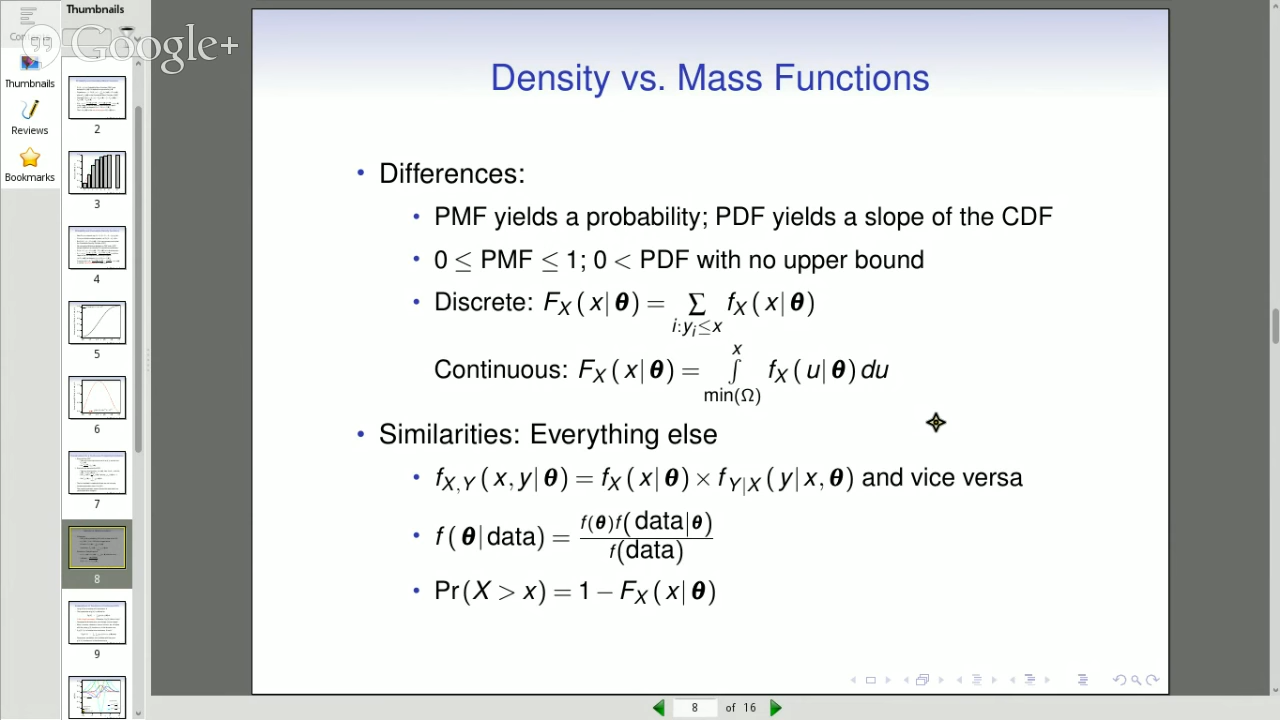 Thumbnails
Google+
Thumbnails
Reviews
Bookmarks
2
3
4
5
6
7
8
9
Density vs. Mass Functions
• Differences:
• PMF yields a probability; PDF yields a slope of the CDF
• 0 ≤ PMF ≤ 1; 0 < PDF with no upper bound
• Discrete: F_X(x|θ) = ∑_{i:y_i≤x} f_X(x|θ)
Continuous: F_X(x|θ) = ∫_{min(Ω)}^{x} f_X(u|θ) du
• Similarities: Everything else
• f_{X,Y}(x,y|θ) = f_X(x|θ) × f_{Y|X}(y|x,θ) and vice versa
• f(θ|data) = f(θ)f(data|θ) / f(data)
• Pr(X > x) = 1 − F_X(x|θ)
8 of 16